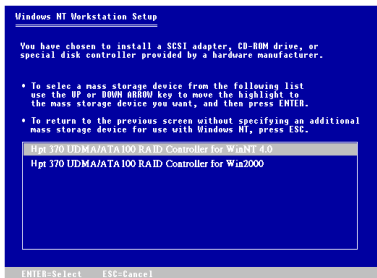 Windows NT Workstation Setup
You have chosen to install a SCSI adapter, CD-ROM drive, or
special disk controller provided by a hardware manufacturer.
• To selec a mass storage device from the following list
use the UP or DOWN ARROW key to move the highlight to
the mass storage device you want, and then press ENTER.
• To return to the previous screen without specifying an additional
mass storage device for use with Windows NT, press ESC.
Hpt 370 UDMA/ATA100 RAID Controller for WinNT 4.0
Hpt 370 UDMA/ATA100 RAID Controller for Win2000
ENTER=Select ESC=Cancel